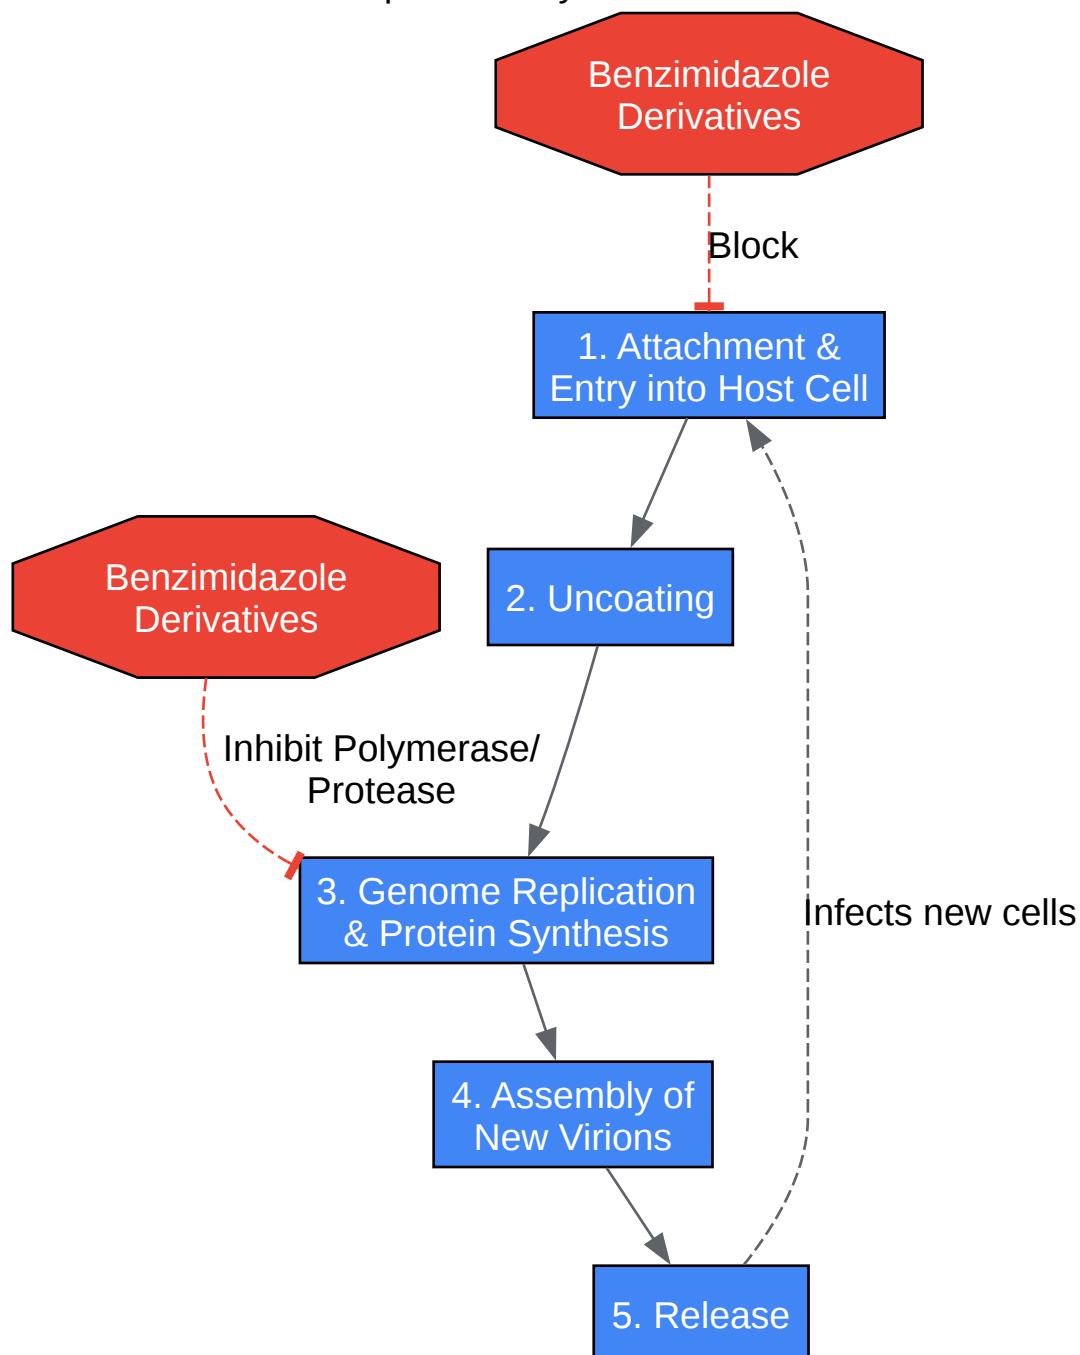 Benzimidazole
Derivatives
Block
1. Attachment &
Entry into Host Cell
2. Uncoating
Benzimidazole
Derivatives
Inhibit Polymerase/
Protease
3. Genome Replication
& Protein Synthesis
Infects new cells
4. Assembly of
New Virions
5. Release